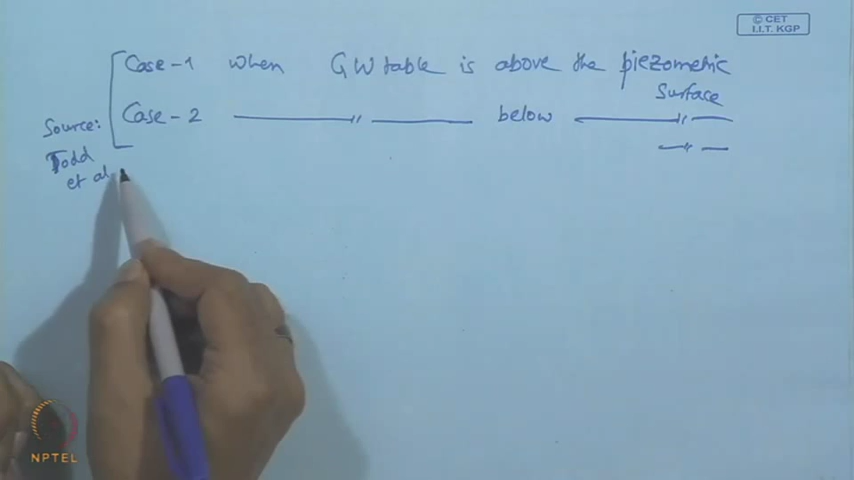 © CET
I.I.T. KGP
Case-1 when GW table is above the piezometric
Surface
Case-2 —————〃 ———— below ————〃 ——
—〃 —
Source:
Todd
et al
NPTEL